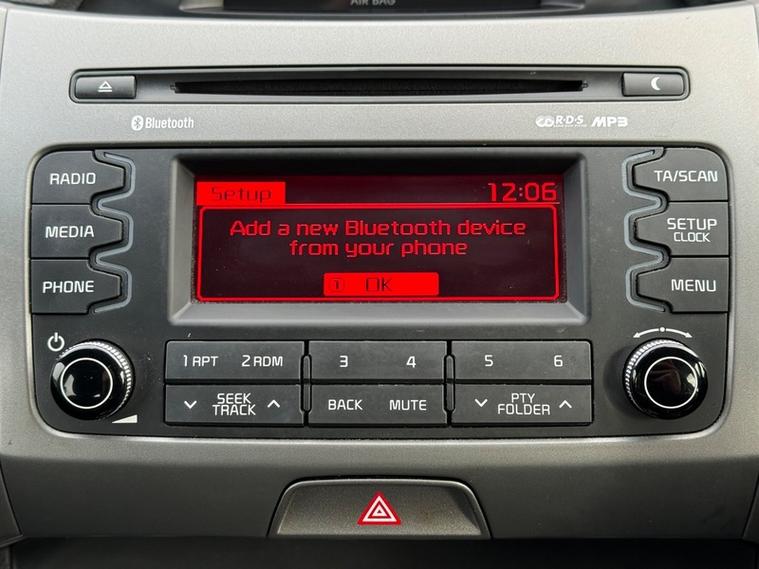 AIR BAG
Bluetooth
R·D·S MP3
RADIO
MEDIA
PHONE
Setup 12:06
Add a new Bluetooth device
from your phone
1 OK
TA/SCAN
SETUP
CLOCK
MENU
1 RPT 2 RDM 3 4 5 6
SEEK
TRACK
BACK MUTE
PTY
FOLDER